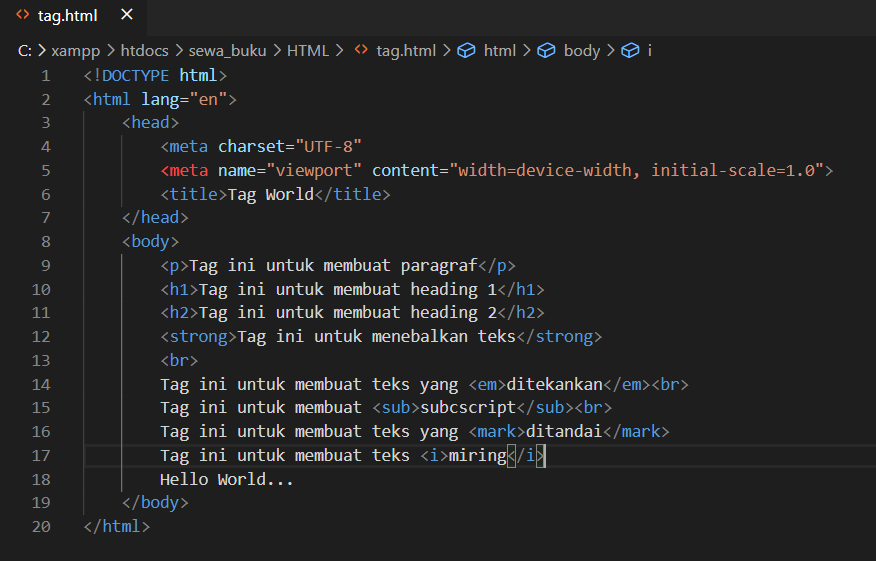 tag.html
C: > xampp > htdocs > sewa_buku > HTML > tag.html > html > body > i
1 <!DOCTYPE html>
2 <html lang="en">
3 <head>
4 <meta charset="UTF-8"
5 <meta name="viewport" content="width=device-width, initial-scale=1.0">
6 <title>Tag World</title>
7 </head>
8 <body>
9 <p>Tag ini untuk membuat paragraf</p>
10 <h1>Tag ini untuk membuat heading 1</h1>
11 <h2>Tag ini untuk membuat heading 2</h2>
12 <strong>Tag ini untuk menebalkan teks</strong>
13 <br>
14 Tag ini untuk membuat teks yang <em>ditekankan</em><br>
15 Tag ini untuk membuat <sub>subcscript</sub><br>
16 Tag ini untuk membuat teks yang <mark>ditandai</mark>
17 Tag ini untuk membuat teks <i>miring</i>
18 Hello World...
19 </body>
20 </html>